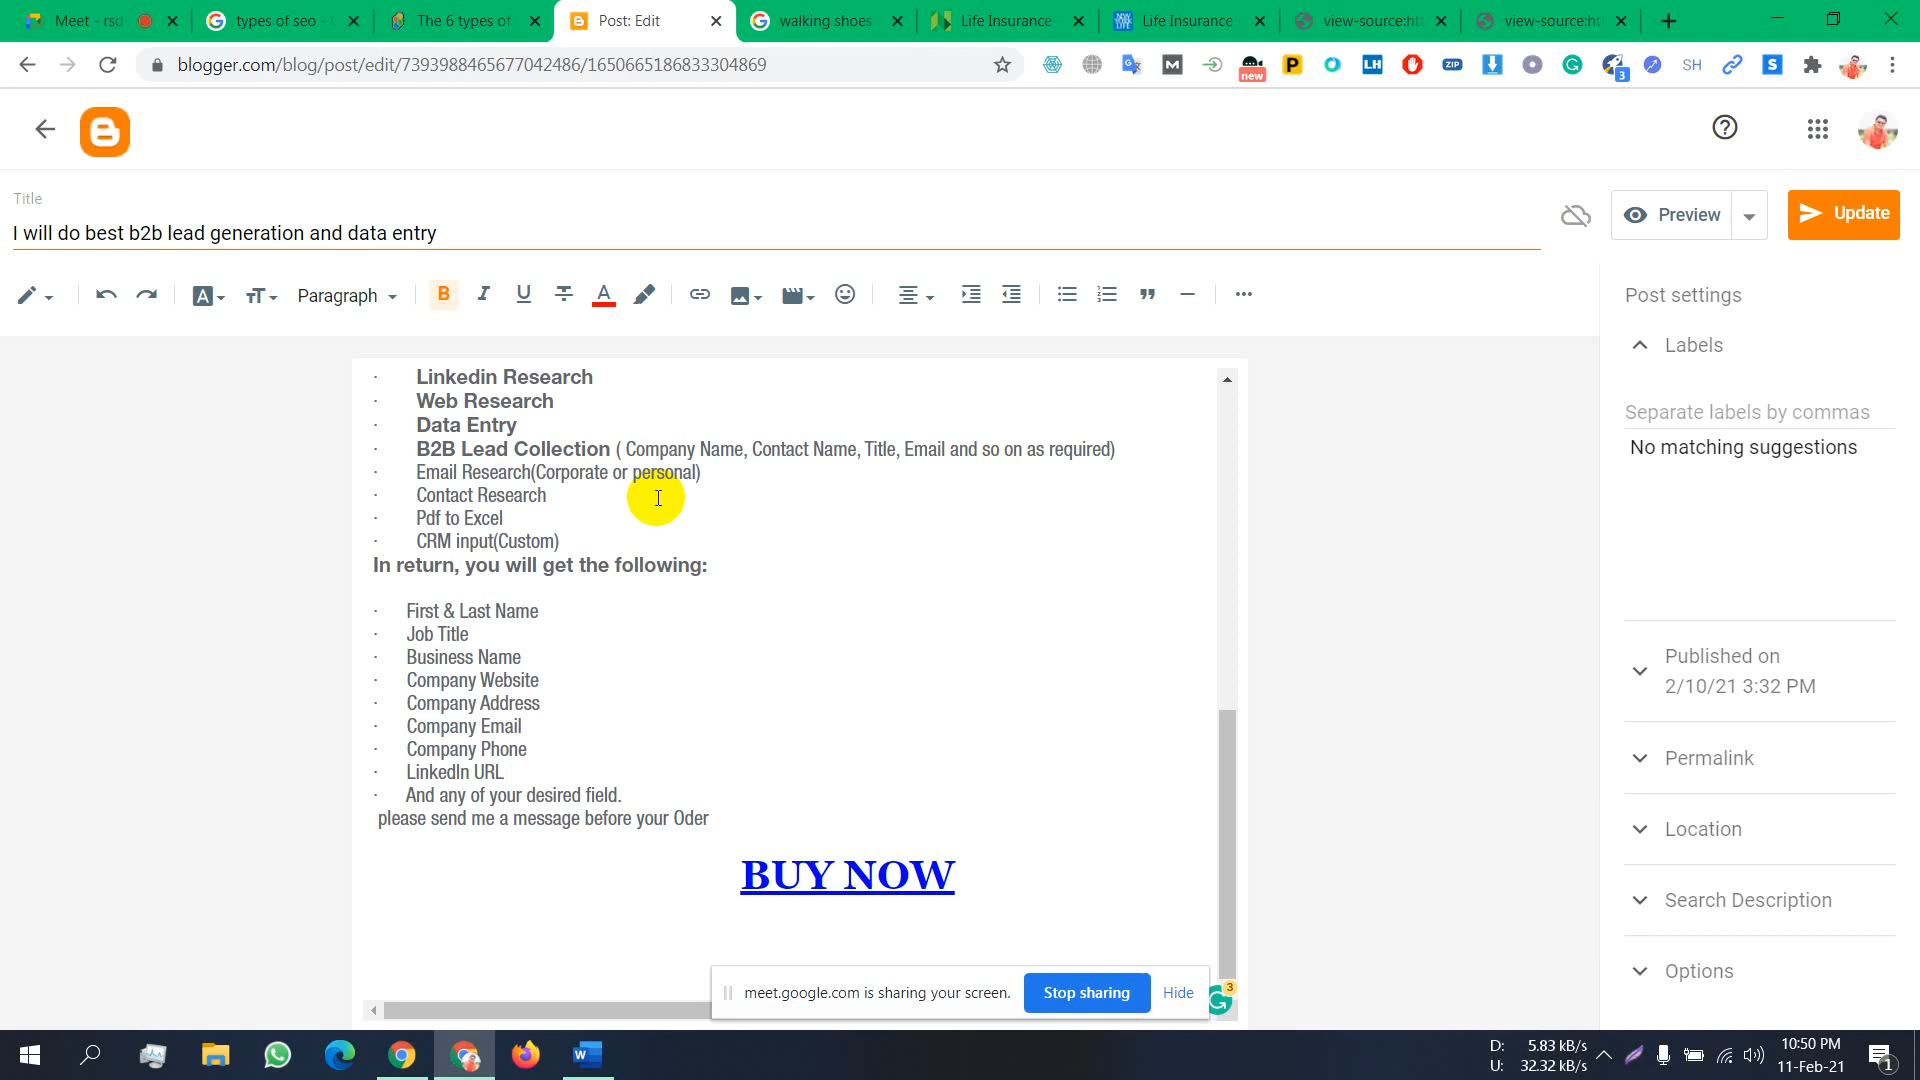 Meet - rsd
types of seo -
The 6 types of
Post: Edit
walking shoes
Life Insurance
Life Insurance
view-source:ht
view-source:ht
blogger.com/blog/post/edit/7393988465677042486/1650665186833304869
M
new
P
LH
ZIP
3
SH
S
Title
I will do best b2b lead generation and data entry
Preview
Update
Paragraph
B
I
U
A
Post settings
Labels
Separate labels by commas
No matching suggestions
Published on
2/10/21 3:32 PM
Permalink
Location
Search Description
Options
· Linkedin Research
· Web Research
· Data Entry
· B2B Lead Collection ( Company Name, Contact Name, Title, Email and so on as required)
· Email Research(Corporate or personal)
· Contact Research
· Pdf to Excel
· CRM input(Custom)
In return, you will get the following:
· First & Last Name
· Job Title
· Business Name
· Company Website
· Company Address
· Company Email
· Company Phone
· LinkedIn URL
· And any of your desired field.
please send me a message before your Oder
BUY NOW
meet.google.com is sharing your screen.
Stop sharing
Hide
3
D: 5.83 kB/s
U: 32.32 kB/s
10:50 PM
11-Feb-21
1